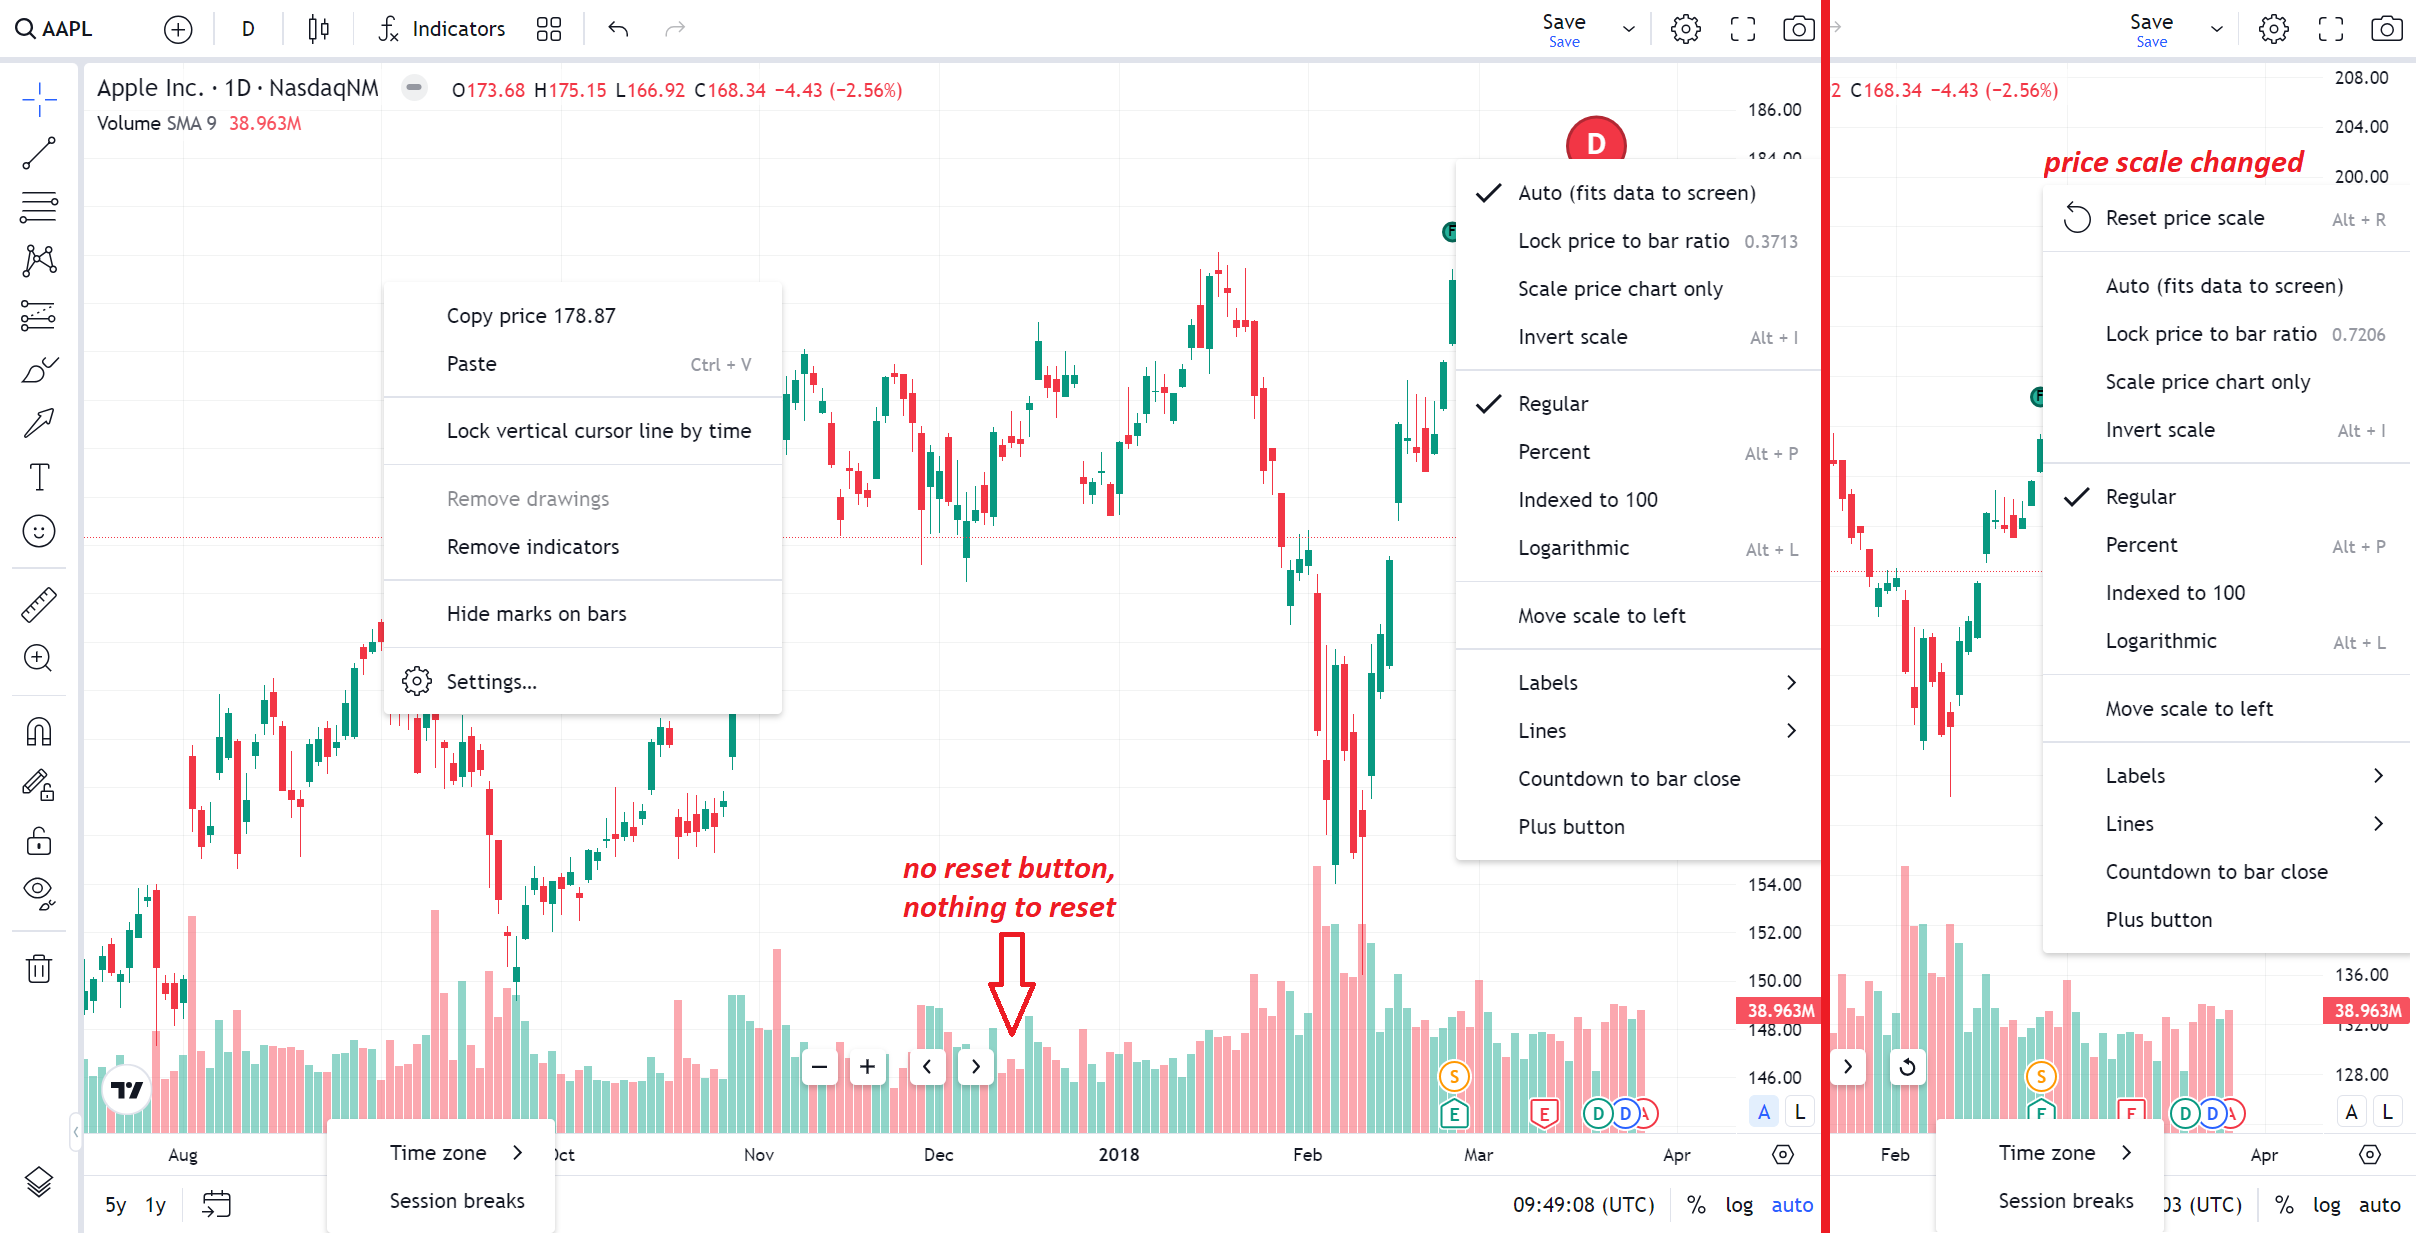 AAPL
D
Indicators
Save
Save
Apple Inc. · 1D · NasdaqNM
O173.68 H175.15 L166.92 C168.34 −4.43 (−2.56%)
Volume SMA 9 38.963M
186.00
184.00
D
F
Copy price 178.87
Paste Ctrl + V
Lock vertical cursor line by time
Remove drawings
Remove indicators
Hide marks on bars
Settings...
Auto (fits data to screen)
Lock price to bar ratio 0.3713
Scale price chart only
Invert scale Alt + I
Regular
Percent Alt + P
Indexed to 100
Logarithmic Alt + L
Move scale to left
Labels
Lines
Countdown to bar close
Plus button
no reset button,
nothing to reset
154.00
152.00
150.00
38.963M
148.00
146.00
S
E
E
D
D
A
A L
Time zone
Session breaks
Aug
Oct
Nov
Dec
2018
Feb
Mar
Apr
5y 1y
09:49:08 (UTC)
% log auto
Save
Save
2 C168.34 −4.43 (−2.56%)
208.00
204.00
price scale changed
200.00
F
Reset price scale Alt + R
Auto (fits data to screen)
Lock price to bar ratio 0.7206
Scale price chart only
Invert scale Alt + I
Regular
Percent Alt + P
Indexed to 100
Logarithmic Alt + L
Move scale to left
Labels
Lines
Countdown to bar close
Plus button
136.00
38.963M
132.00
128.00
S
E
E
D
D
A
A L
Feb
Apr
Time zone
Session breaks
03 (UTC)
% log auto